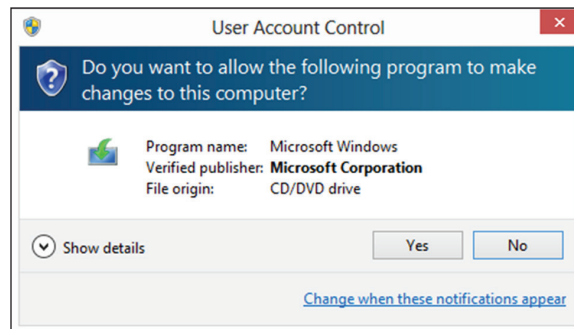 User Account Control
Do you want to allow the following program to make
changes to this computer?
Program name: Microsoft Windows
Verified publisher: Microsoft Corporation
File origin: CD/DVD drive
Show details
Yes
No
Change when these notifications appear